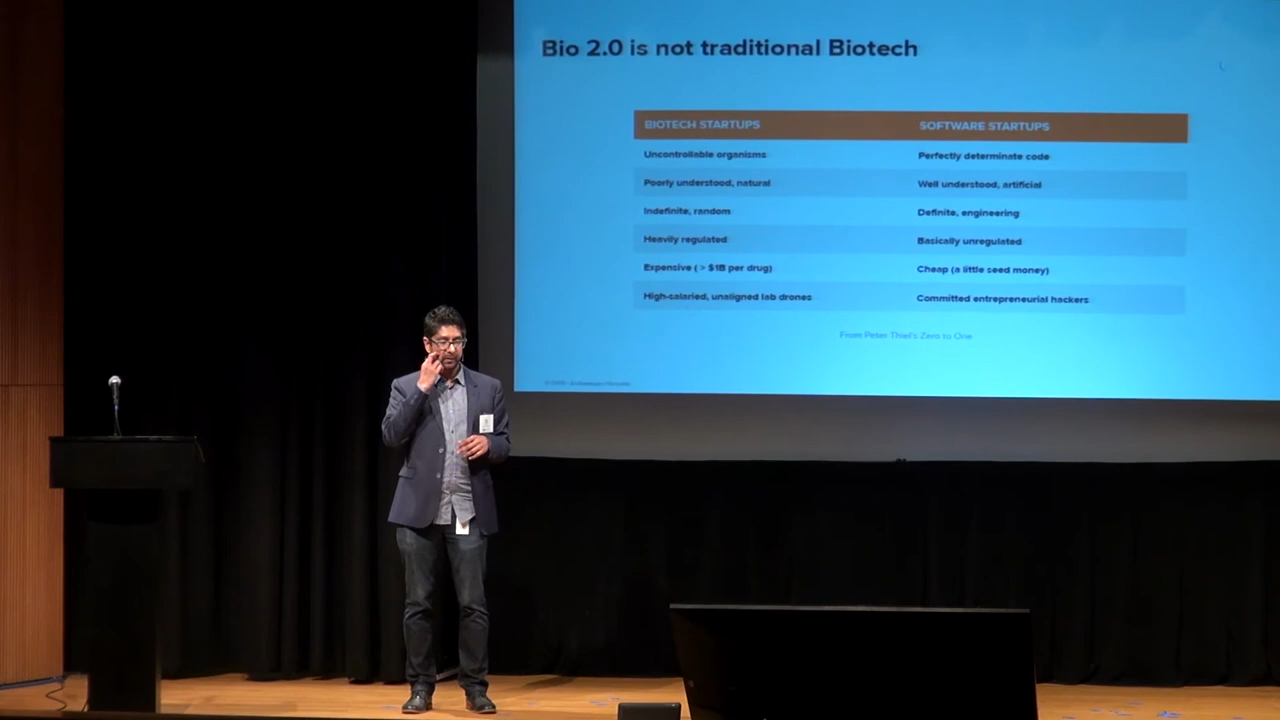 Bio 2.0 is not traditional Biotech
BIOTECH STARTUPS SOFTWARE STARTUPS
Uncontrollable organisms Perfectly determinate code
Poorly understood, natural Well understood, artificial
Indefinite, random Definite, engineering
Heavily regulated Basically unregulated
Expensive ( > $1B per drug) Cheap (a little seed money)
High-salaried, unaligned lab drones Committed entrepreneurial hackers
From Peter Thiel's Zero to One